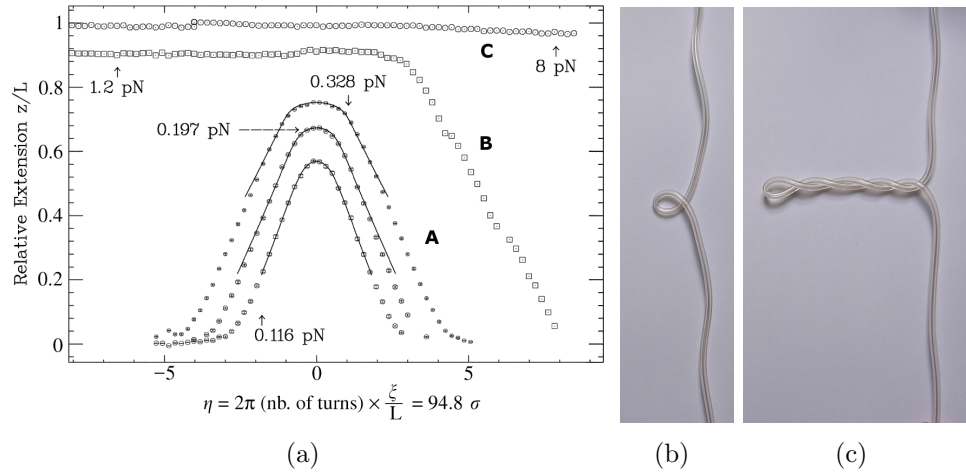 Relative Extension z/L
1
0.8
0.6
0.4
0.2
0
1.2 pN
0.328 pN
0.197 pN
0.116 pN
8 pN
C
B
A
−5
0
5
η = 2π (nb. of turns) × ξ/L = 94.8 σ
(a)
(b)
(c)